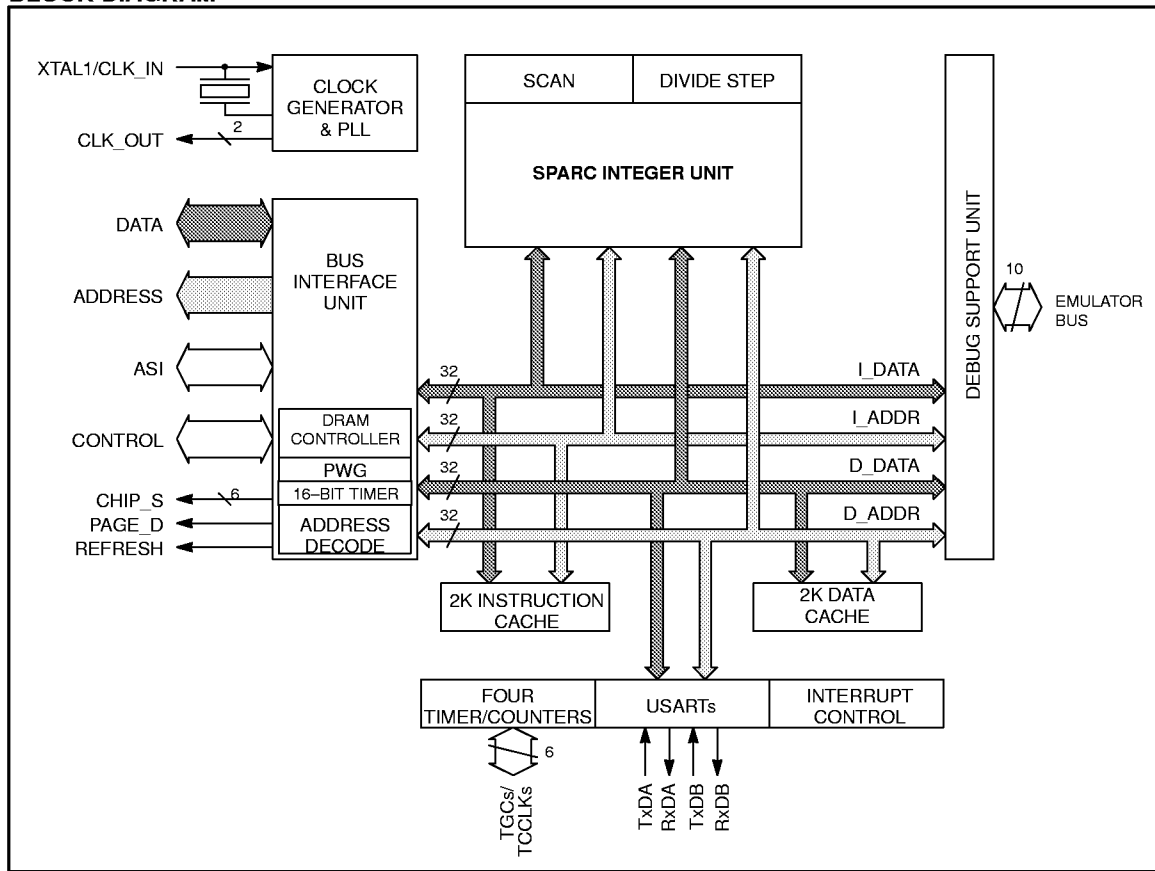 BLOCK DIAGRAM
XTAL1/CLK_IN
CLK_OUT
2
CLOCK
GENERATOR
& PLL
SCAN
DIVIDE STEP
SPARC INTEGER UNIT
DATA
ADDRESS
ASI
CONTROL
CHIP_S
6
PAGE_D
REFRESH
BUS
INTERFACE
UNIT
DRAM
CONTROLLER
PWG
16–BIT TIMER
ADDRESS
DECODE
32
I_DATA
32
I_ADDR
32
D_DATA
32
D_ADDR
DEBUG SUPPORT UNIT
10
EMULATOR
BUS
2K INSTRUCTION
CACHE
2K DATA
CACHE
FOUR
TIMER/COUNTERS
USARTs
INTERRUPT
CONTROL
6
TGCs/
TCCLKs
TxDA
RxDA
TxDB
RxDB